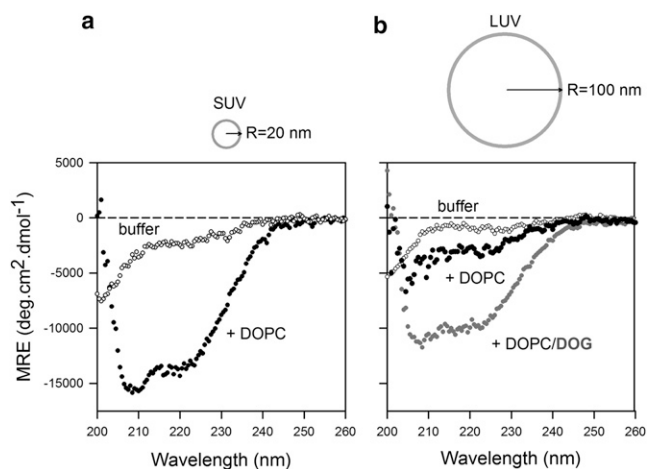 a
SUV
R=20 nm
MRE (deg.cm².dmol⁻¹)
5000
0
-5000
-10000
-15000
buffer
+ DOPC
200 210 220 230 240 250 260
Wavelength (nm)
b
LUV
R=100 nm
buffer
+ DOPC
+ DOPC/DOG
200 210 220 230 240 250 260
Wavelength (nm)